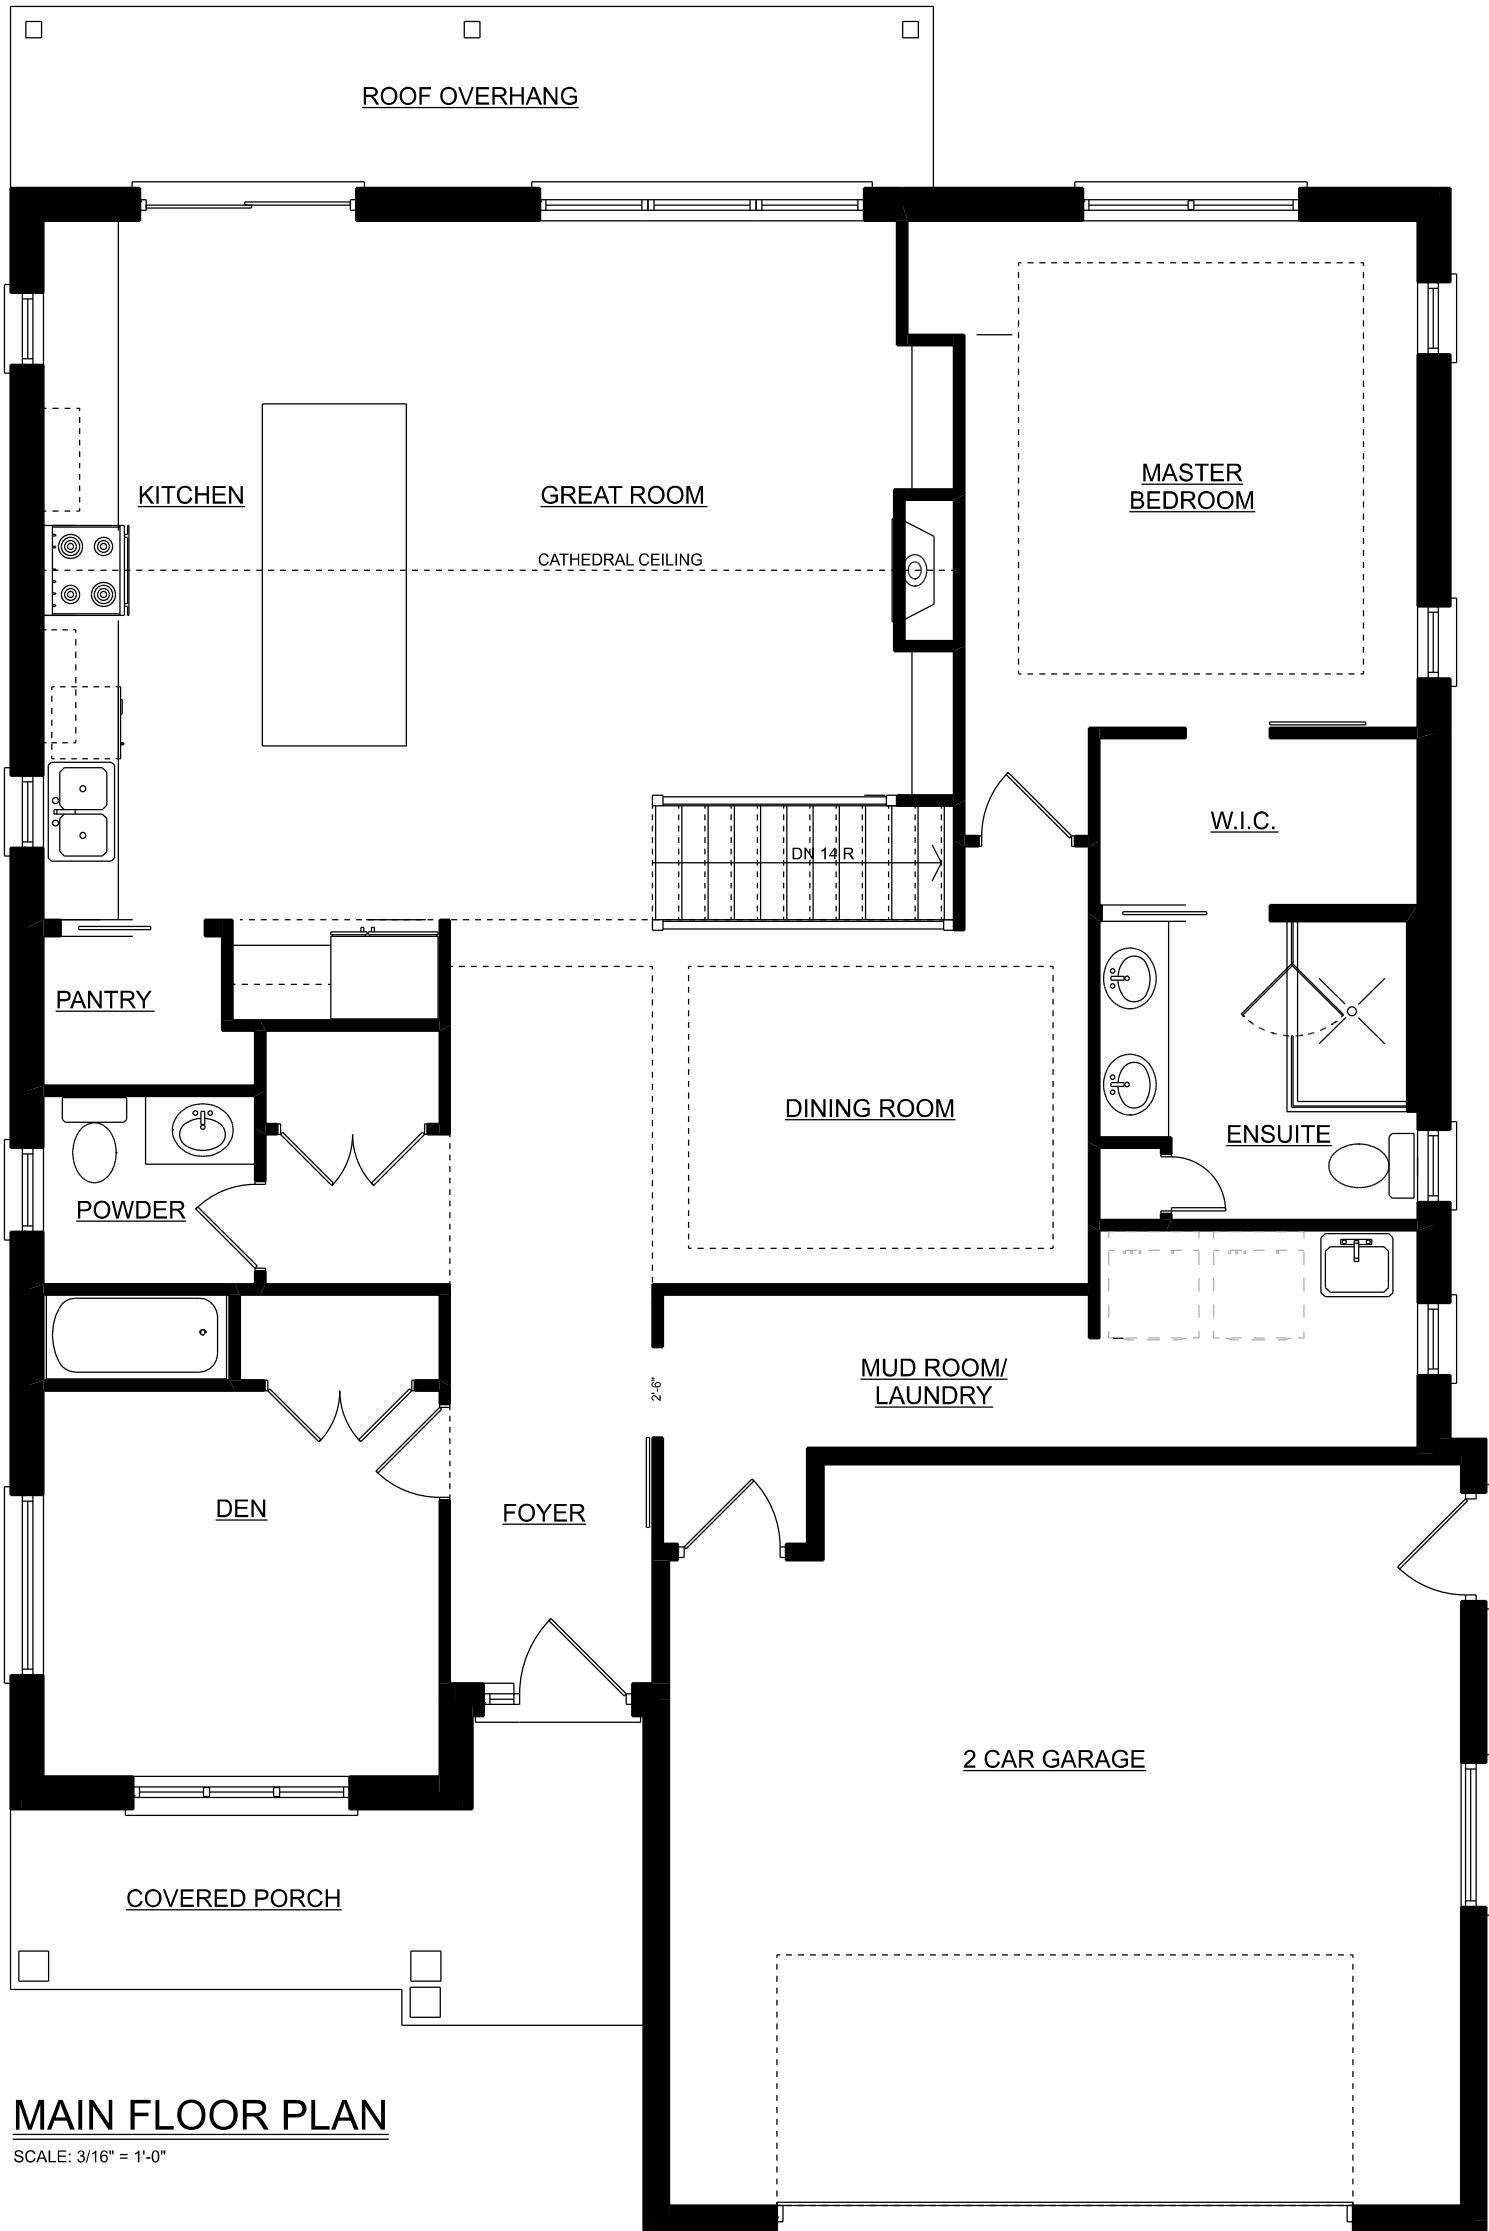 ROOF OVERHANG
KITCHEN
GREAT ROOM
MASTER
BEDROOM
CATHEDRAL CEILING
W.I.C.
DN 14 R
PANTRY
DINING ROOM
ENSUITE
POWDER
MUD ROOM/
LAUNDRY
2'-6"
DEN
FOYER
2 CAR GARAGE
COVERED PORCH
MAIN FLOOR PLAN
SCALE: 3/16" = 1'-0"